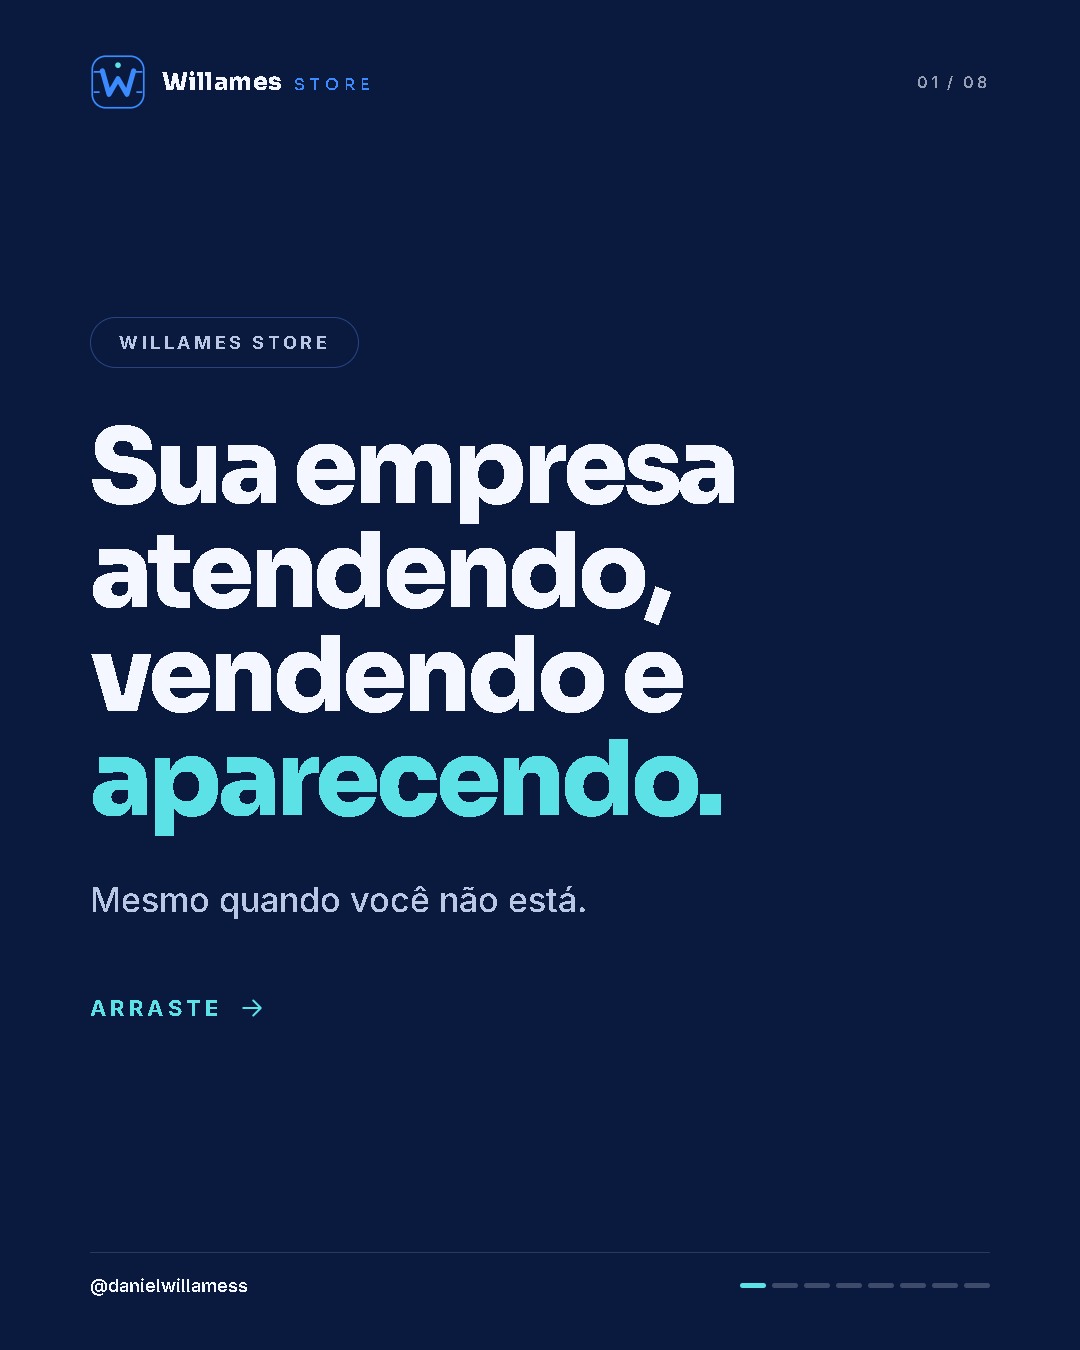 Willames STORE
01 / 08
WILLAMES STORE
Sua empresa
atendendo,
vendendo e
aparecendo.
Mesmo quando você não está.
ARRASTE →
@danielwillamess